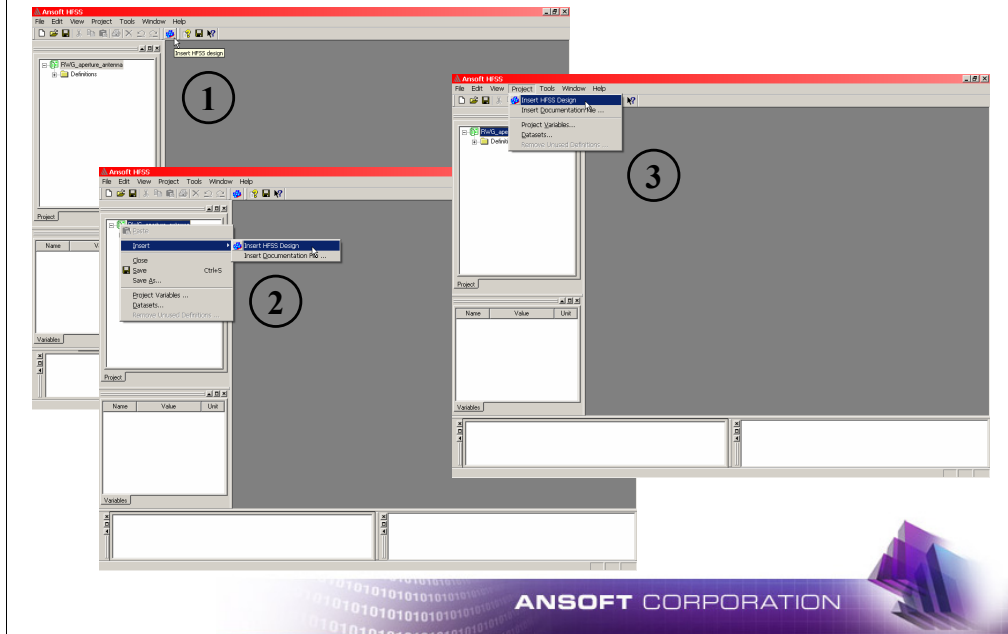 Ansoft HFSS
File Edit View Project Tools Window Help
Insert HFSS design
RWG_aperture_antenna
Definitions
1
Project
Name V
Variables
Ansoft HFSS
File Edit View Project Tools Window Help
Paste
Insert
Insert HFSS Design
Insert Documentation File ...
Close
Save Ctrl+S
Save As...
Project Variables ...
Datasets...
Remove Unused Definitions ...
2
Project
Name Value Unit
Variables
Ansoft HFSS
File Edit View Project Tools Window Help
Insert HFSS Design
Insert Documentation File ...
Project Variables...
Datasets...
Remove Unused Definitions ...
RWG_ape
Definiti
3
Project
Name Value Unit
Variables
ANSOFT CORPORATION